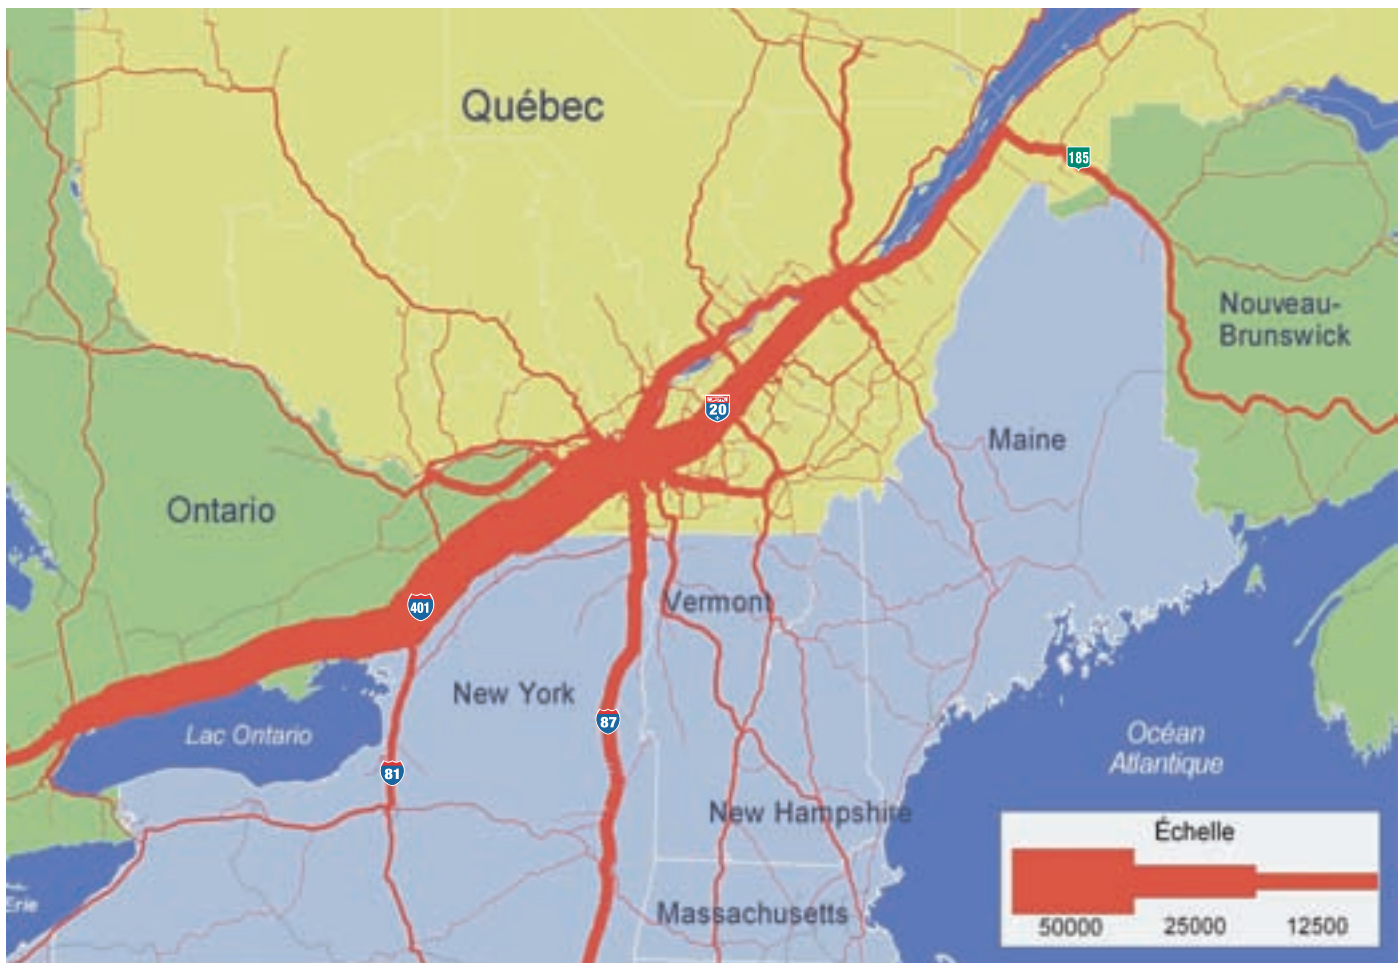 Québec
185
Nouveau-
Brunswick
20
Maine
Ontario
401
Vermont
New York
87
Lac Ontario
81
Océan
Atlantique
New Hampshire
Échelle
Erie
Massachusetts
50000 25000 12500